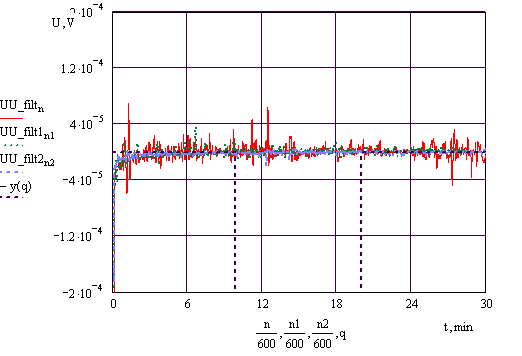 2·10⁻⁴
U,V
1.2·10⁻⁴
UU_filtₙ
4·10⁻⁵
UU_filt1ₙ₁
UU_filt2ₙ₂
−4·10⁻⁵
− y(q)
−1.2·10⁻⁴
−2·10⁻⁴
0 6 12 18 24 30
n/600 , n1/600 , n2/600 ,q
t,min